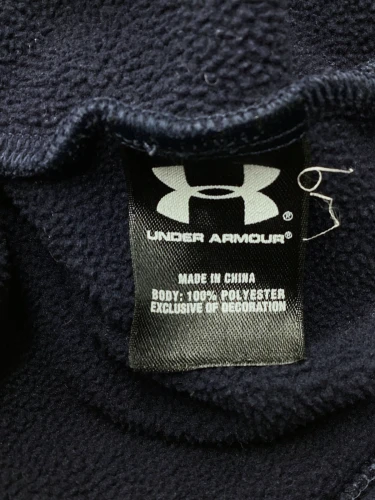 ®
UNDER ARMOUR®
MADE IN CHINA
BODY: 100% POLYESTER
EXCLUSIVE OF DECORATION